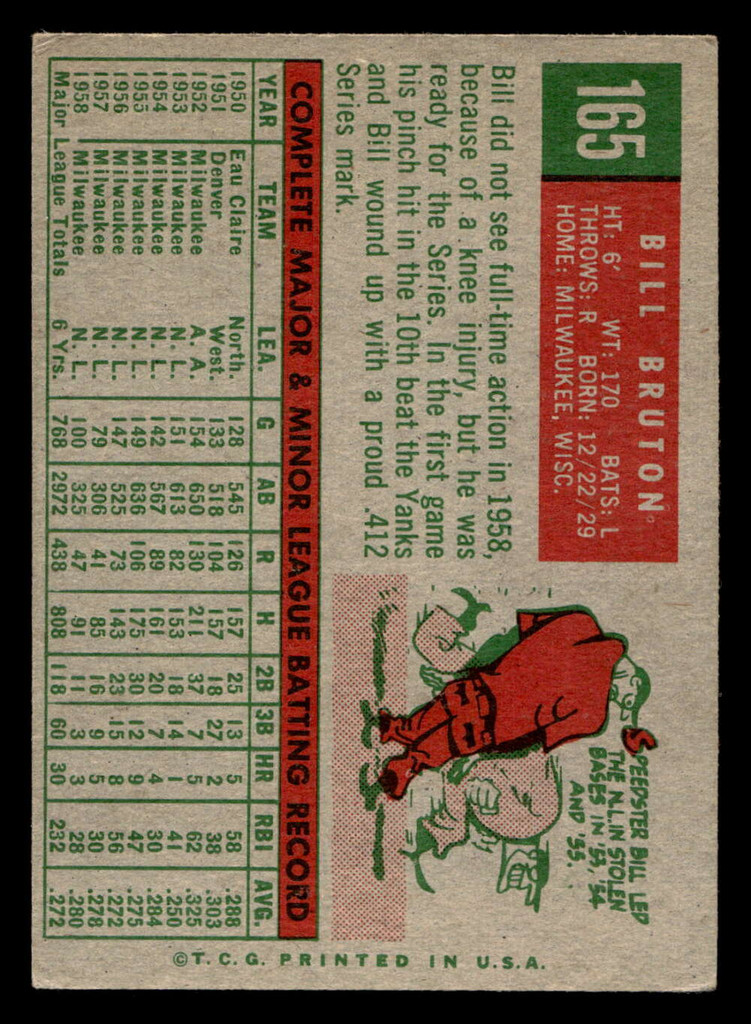 165
BILL BRUTON
HT: 6' WT: 170 BATS: L
THROWS: R BORN: 12/22/29
HOME: MILWAUKEE, WISC.
Bill did not see full-time action in 1958,
because of a knee injury, but he was
ready for the Series. In the first game
his pinch hit in the 10th beat the Yanks
and Bill wound up with a proud .412
Series mark.
SPEEDSTER BILL LED
THE N.L. IN STOLEN
BASES IN '53, '54
AND '55.
COMPLETE MAJOR & MINOR LEAGUE BATTING RECORD
YEAR TEAM LEA. G AB R H 2B 3B HR RBI AVG.
1950 Eau Claire North. 128 545 126 157 25 13 5 58 .288
1951 Denver West. 133 518 104 157 18 27 2 38 .303
1952 Milwaukee A. A. 154 650 130 211 37 7 5 62 .325
1953 Milwaukee N. L. 151 613 82 153 18 14 1 41 .250
1954 Milwaukee N. L. 142 567 89 161 20 7 4 30 .284
1955 Milwaukee N. L. 149 636 106 175 30 12 9 47 .275
1956 Milwaukee N. L. 147 525 73 143 23 15 8 56 .272
1957 Milwaukee N. L. 79 306 41 85 16 9 5 30 .278
1958 Milwaukee N. L. 100 325 47 91 11 3 3 28 .280
Major League Totals 6 Yrs. 768 2972 438 808 118 60 30 232 .272
©T.C.G. PRINTED IN U.S.A.